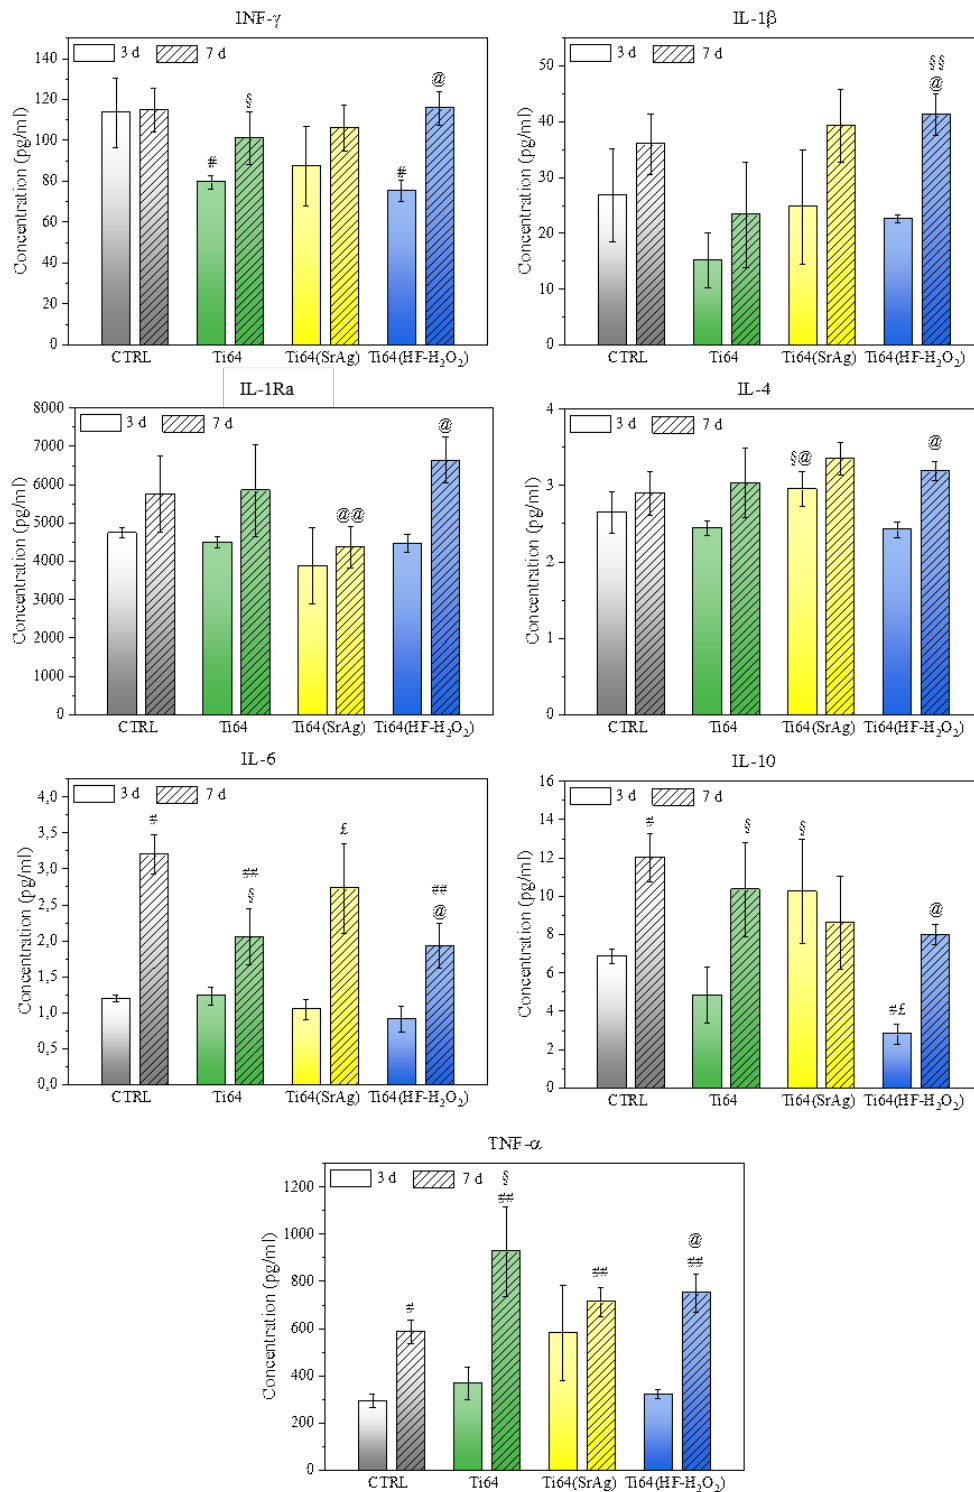 INF-γ
3 d
7 d
Concentration (pg/ml)
140
120
100
80
60
40
20
0
#
§
#
@
CTRL
Ti64
Ti64(SrAg)
Ti64(HF-H₂O₂)
IL-1β
3 d
7 d
Concentration (pg/ml)
50
40
30
20
10
0
§§
@
CTRL
Ti64
Ti64(SrAg)
Ti64(HF-H₂O₂)
IL-1Ra
3 d
7 d
Concentration (pg/ml)
8000
7000
6000
5000
4000
3000
2000
1000
0
@@
@
CTRL
Ti64
Ti64(SrAg)
Ti64(HF-H₂O₂)
IL-4
3 d
7 d
Concentration (pg/ml)
4
3
2
1
0
§@
@
CTRL
Ti64
Ti64(SrAg)
Ti64(HF-H₂O₂)
IL-6
3 d
7 d
Concentration (pg/ml)
4,0
3,5
3,0
2,5
2,0
1,5
1,0
0,5
0,0
#
##
§
£
##
@
CTRL
Ti64
Ti64(SrAg)
Ti64(HF-H₂O₂)
IL-10
3 d
7 d
Concentration (pg/ml)
16
14
12
10
8
6
4
2
0
#
§
§
#£
@
CTRL
Ti64
Ti64(SrAg)
Ti64(HF-H₂O₂)
TNF-α
3 d
7 d
Concentration (pg/ml)
1200
1000
800
600
400
200
0
#
§
##
##
@
##
CTRL
Ti64
Ti64(SrAg)
Ti64(HF-H₂O₂)